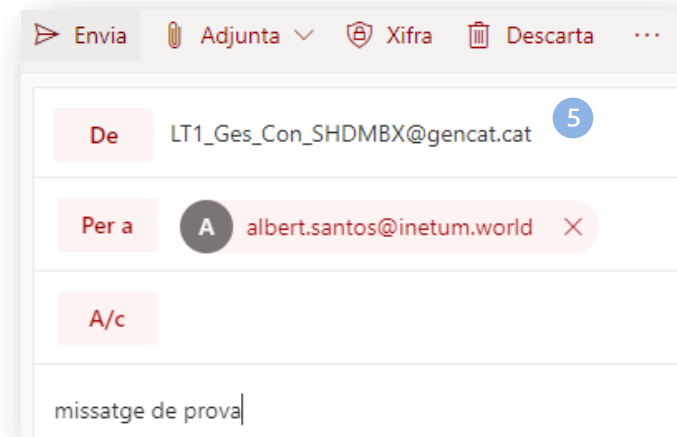 Envia Adjunta Xifra Descarta ...
De LT1_Ges_Con_SHDMBX@gencat.cat 5
Per a A albert.santos@inetum.world
A/c
missatge de prova